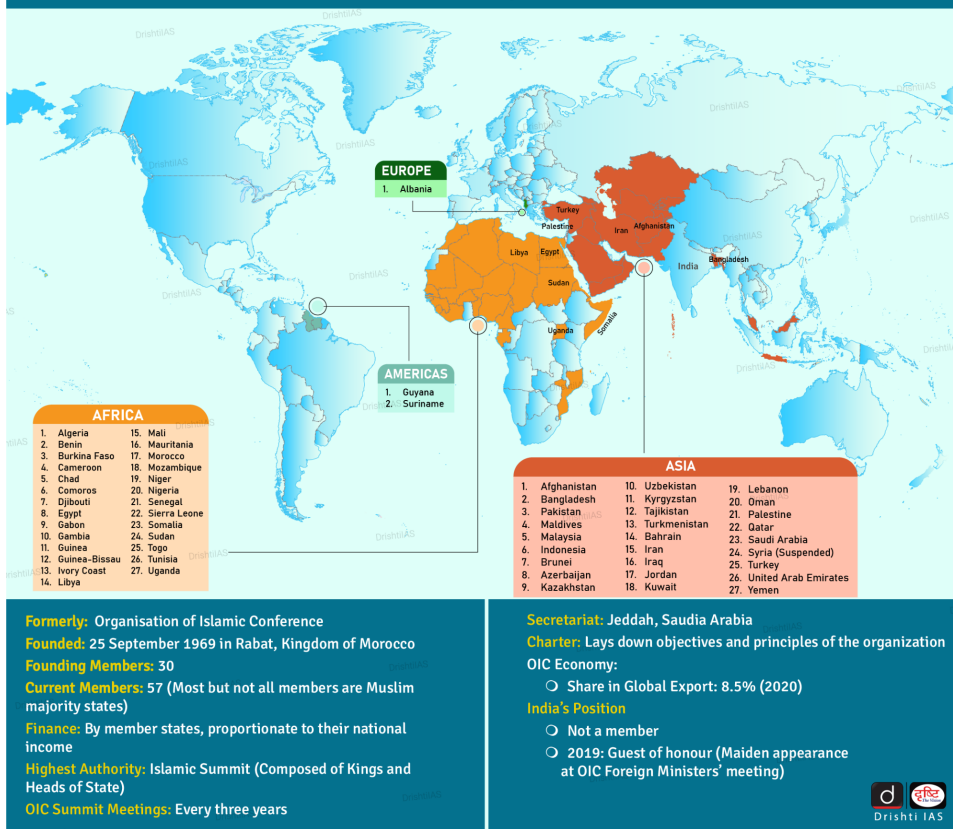 EUROPE
1. Albania
Turkey
Palestine
Iran
Afghanistan
Libya
Egypt
India
Bangladesh
Sudan
Uganda
Somalia
AMERICAS
1. Guyana
2. Suriname
AFRICA
1. Algeria
2. Benin
3. Burkina Faso
4. Cameroon
5. Chad
6. Comoros
7. Djibouti
8. Egypt
9. Gabon
10. Gambia
11. Guinea
12. Guinea-Bissau
13. Ivory Coast
14. Libya
15. Mali
16. Mauritania
17. Morocco
18. Mozambique
19. Niger
20. Nigeria
21. Senegal
22. Sierra Leone
23. Somalia
24. Sudan
25. Togo
26. Tunisia
27. Uganda
ASIA
1. Afghanistan
2. Bangladesh
3. Pakistan
4. Maldives
5. Malaysia
6. Indonesia
7. Brunei
8. Azerbaijan
9. Kazakhstan
10. Uzbekistan
11. Kyrgyzstan
12. Tajikistan
13. Turkmenistan
14. Bahrain
15. Iran
16. Iraq
17. Jordan
18. Kuwait
19. Lebanon
20. Oman
21. Palestine
22. Qatar
23. Saudi Arabia
24. Syria (Suspended)
25. Turkey
26. United Arab Emirates
27. Yemen
Formerly: Organisation of Islamic Conference
Founded: 25 September 1969 in Rabat, Kingdom of Morocco
Founding Members: 30
Current Members: 57 (Most but not all members are Muslim
majority states)
Finance: By member states, proportionate to their national
income
Highest Authority: Islamic Summit (Composed of Kings and
Heads of State)
OIC Summit Meetings: Every three years
Secretariat: Jeddah, Saudia Arabia
Charter: Lays down objectives and principles of the organization
OIC Economy:
Share in Global Export: 8.5% (2020)
India's Position
Not a member
2019: Guest of honour (Maiden appearance
at OIC Foreign Ministers' meeting)
d
दृष्टि
The Vision
Drishti IAS